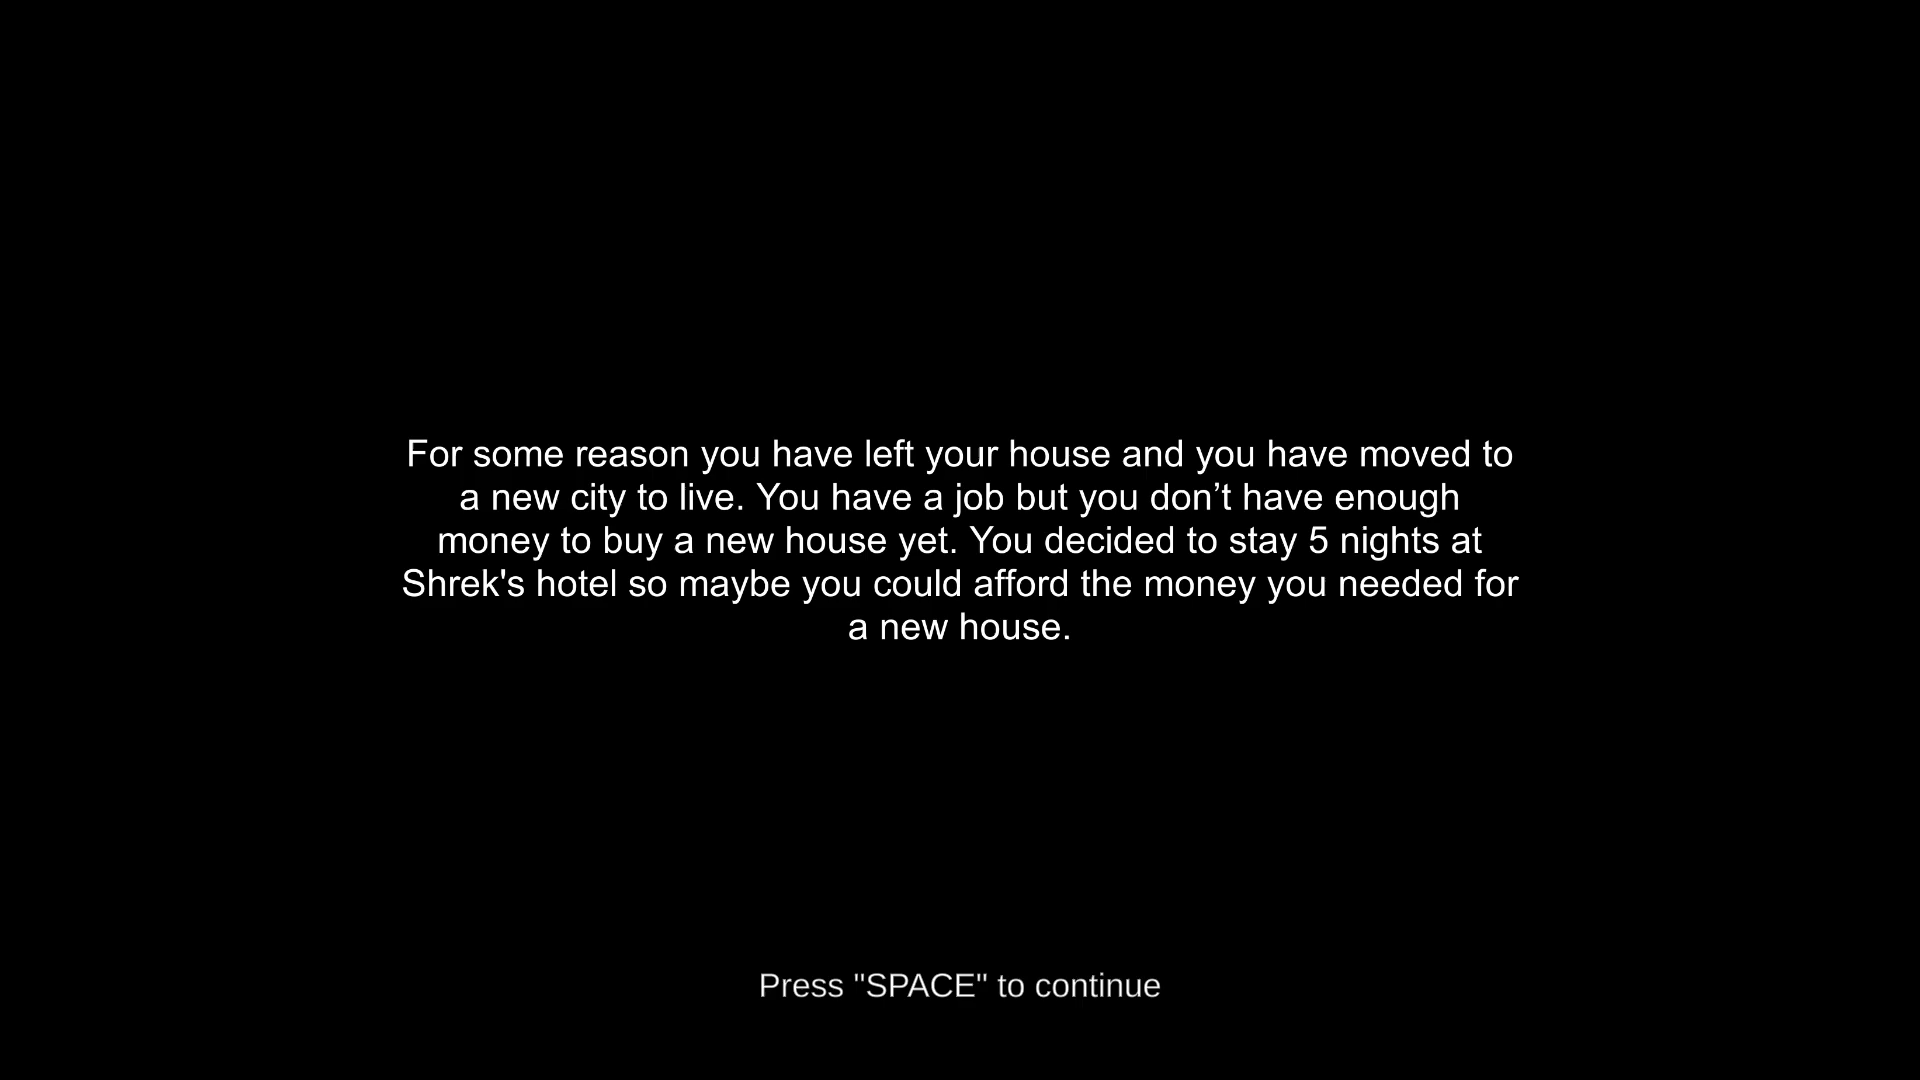 For some reason you have left your house and you have moved to
a new city to live. You have a job but you don’t have enough
money to buy a new house yet. You decided to stay 5 nights at
Shrek's hotel so maybe you could afford the money you needed for
a new house.
Press "SPACE" to continue